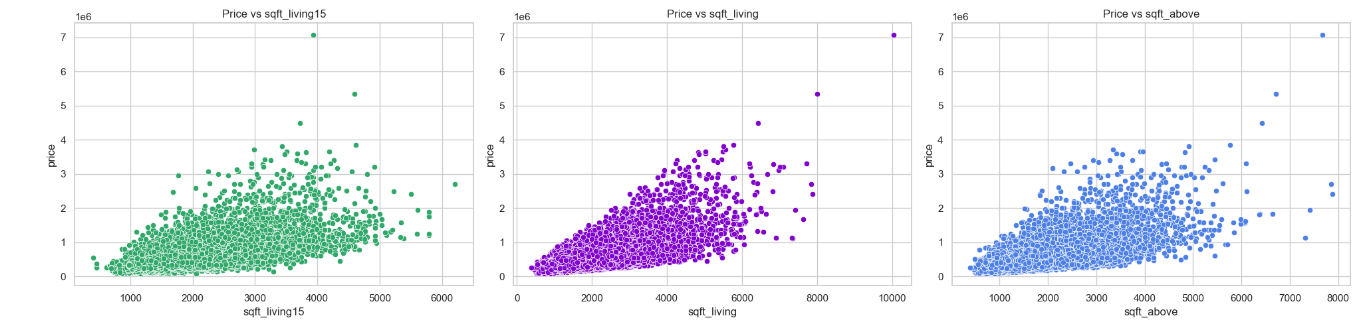 Price vs sqft_living15
1e6
7
6
5
4
3
2
1
0
price
1000 2000 3000 4000 5000 6000
sqft_living15
Price vs sqft_living
1e6
7
6
5
4
3
2
1
0
price
0 2000 4000 6000 8000 10000
sqft_living
Price vs sqft_above
1e6
7
6
5
4
3
2
1
0
price
1000 2000 3000 4000 5000 6000 7000 8000
sqft_above